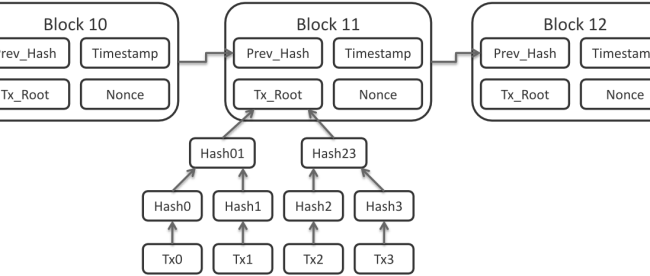 Block 10
Block 11
Block 12
Prev_Hash Timestamp
Prev_Hash Timestamp
Prev_Hash Timestam
Tx_Root Nonce
Tx_Root Nonce
Tx_Root Nonce
Hash01 Hash23
Hash0 Hash1 Hash2 Hash3
Tx0 Tx1 Tx2 Tx3